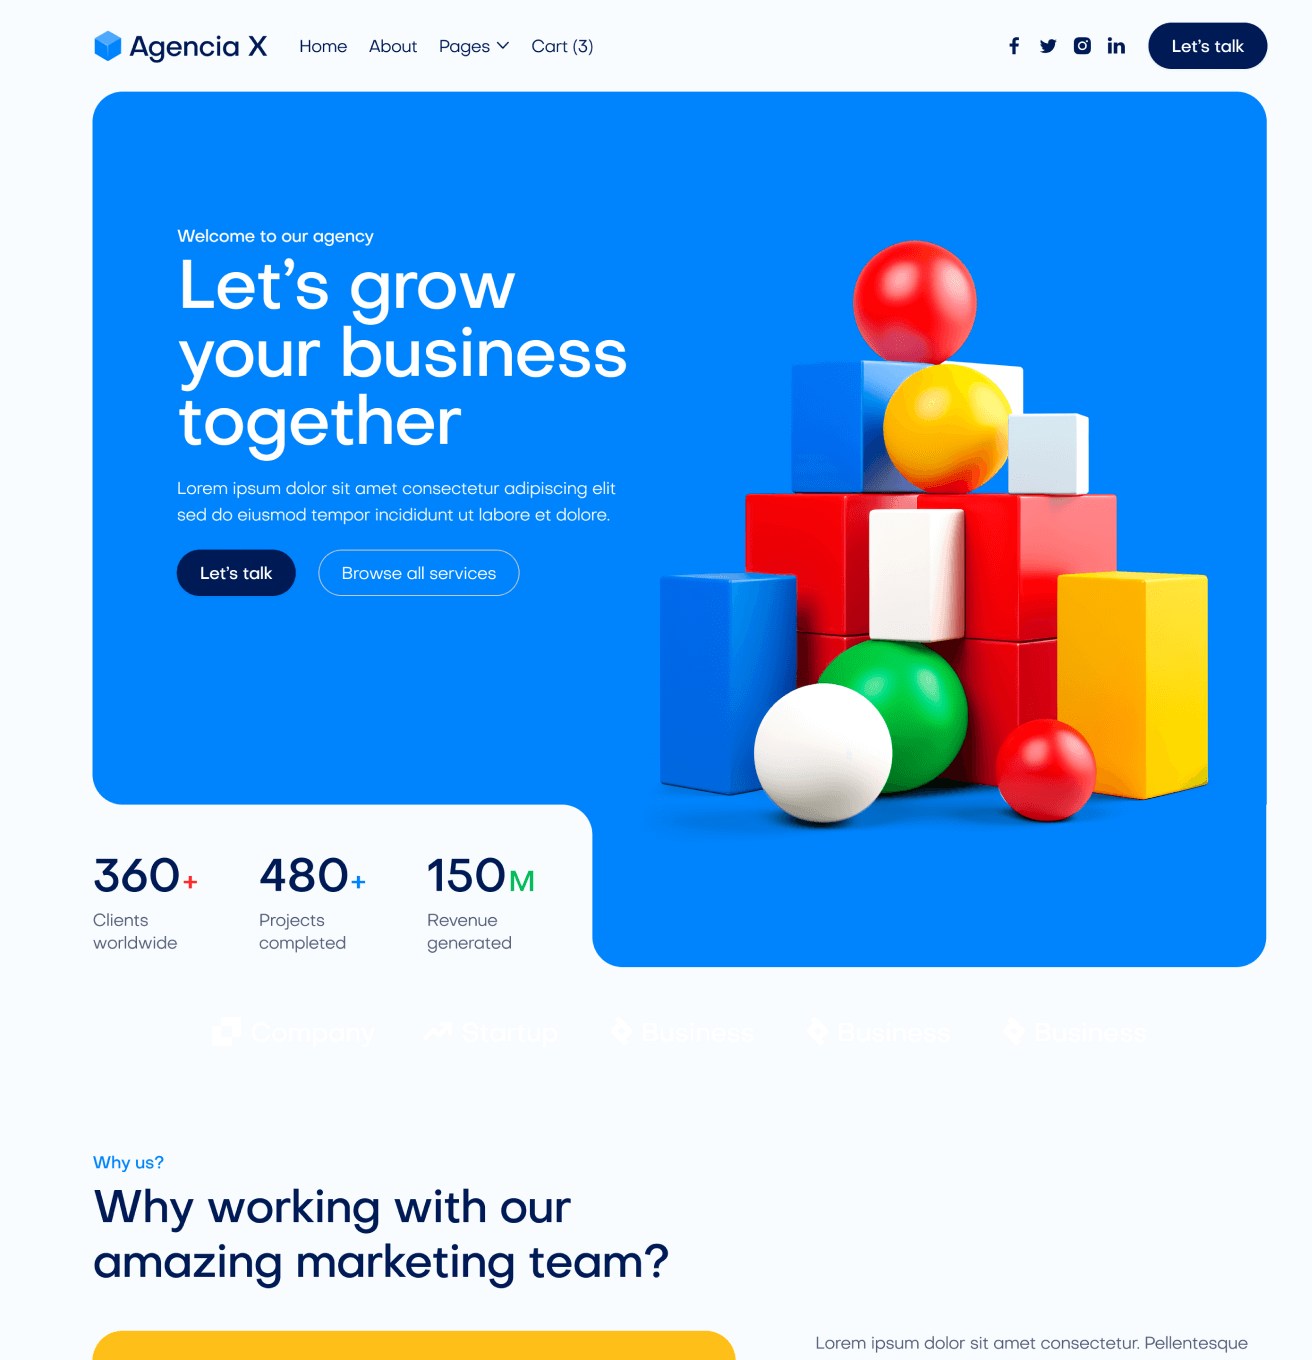 Agencia X
Home
About
Pages
Cart (3)
Let's talk
Welcome to our agency
Let's grow
your business
together
Lorem ipsum dolor sit amet consectetur adipiscing elit
sed do eiusmod tempor incididunt ut labore et dolore.
Let's talk
Browse all services
360+
Clients
worldwide
480+
Projects
completed
150M
Revenue
generated
Company
Startup
Business
Business
Business
Why us?
Why working with our
amazing marketing team?
Lorem ipsum dolor sit amet consectetur. Pellentesque